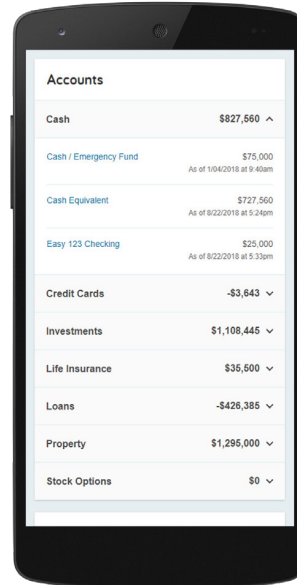 Accounts
Cash $827,560
Cash / Emergency Fund $75,000
As of 1/04/2018 at 9:40am
Cash Equivalent $727,560
As of 8/22/2018 at 5:24pm
Easy 123 Checking $25,000
As of 8/22/2018 at 5:33pm
Credit Cards -$3,643
Investments $1,108,445
Life Insurance $35,500
Loans -$426,385
Property $1,295,000
Stock Options $0